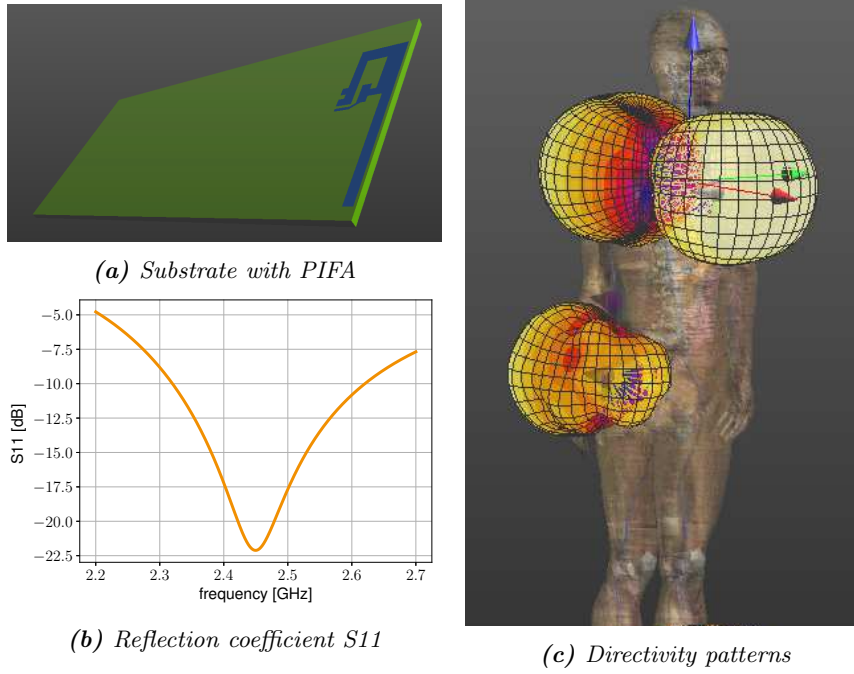 (a) Substrate with PIFA
−5.0
−7.5
−10.0
−12.5
−15.0
−17.5
−20.0
−22.5
S11 [dB]
2.2 2.3 2.4 2.5 2.6 2.7
frequency [GHz]
(b) Reflection coefficient S11
(c) Directivity patterns